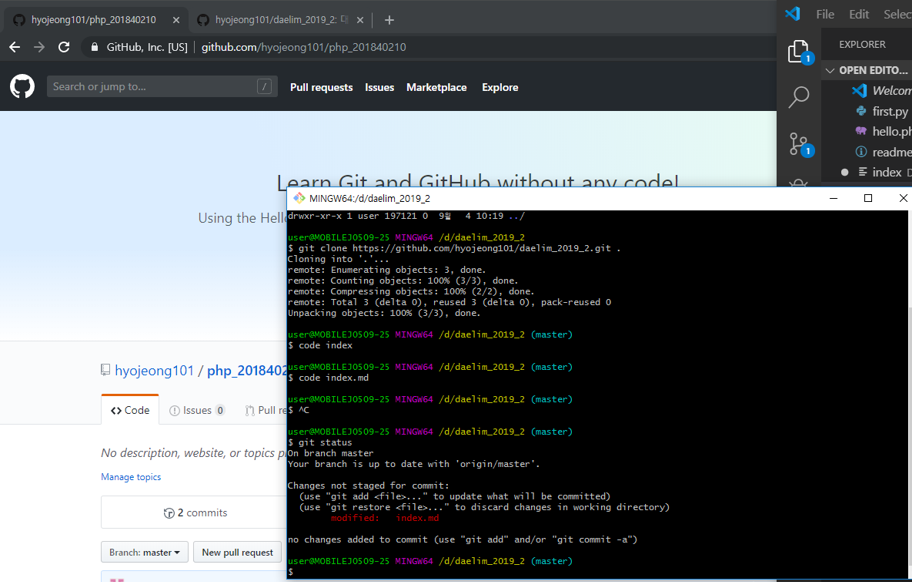 hyojeong101/php_201840210
hyojeong101/daelim_2019_2:
GitHub, Inc. [US] | github.com/hyojeong101/php_201840210
Search or jump to... /
Pull requests Issues Marketplace Explore
Learn Git and GitHub without any code!
Using the Hello
hyojeong101 / php_2018402
Code Issues 0 Pull re
No description, website, or topics p
Manage topics
2 commits
Branch: master New pull request
File Edit Selec
EXPLORER
1
OPEN EDITO...
Welcom
first.py
hello.ph
readme
1
index
MINGW64:/d/daelim_2019_2
drwxr-xr-x 1 user 197121 0 9월 4 10:19 ../
user@MOBILEJO509-25 MINGW64 /d/daelim_2019_2
$ git clone https://github.com/hyojeong101/daelim_2019_2.git .
Cloning into '.'...
remote: Enumerating objects: 3, done.
remote: Counting objects: 100% (3/3), done.
remote: Compressing objects: 100% (2/2), done.
remote: Total 3 (delta 0), reused 3 (delta 0), pack-reused 0
Unpacking objects: 100% (3/3), done.
user@MOBILEJO509-25 MINGW64 /d/daelim_2019_2 (master)
$ code index
user@MOBILEJO509-25 MINGW64 /d/daelim_2019_2 (master)
$ code index.md
user@MOBILEJO509-25 MINGW64 /d/daelim_2019_2 (master)
$ ^C
user@MOBILEJO509-25 MINGW64 /d/daelim_2019_2 (master)
$ git status
On branch master
Your branch is up to date with 'origin/master'.
Changes not staged for commit:
(use "git add <file>..." to update what will be committed)
(use "git restore <file>..." to discard changes in working directory)
modified: index.md
no changes added to commit (use "git add" and/or "git commit -a")
user@MOBILEJO509-25 MINGW64 /d/daelim_2019_2 (master)
$